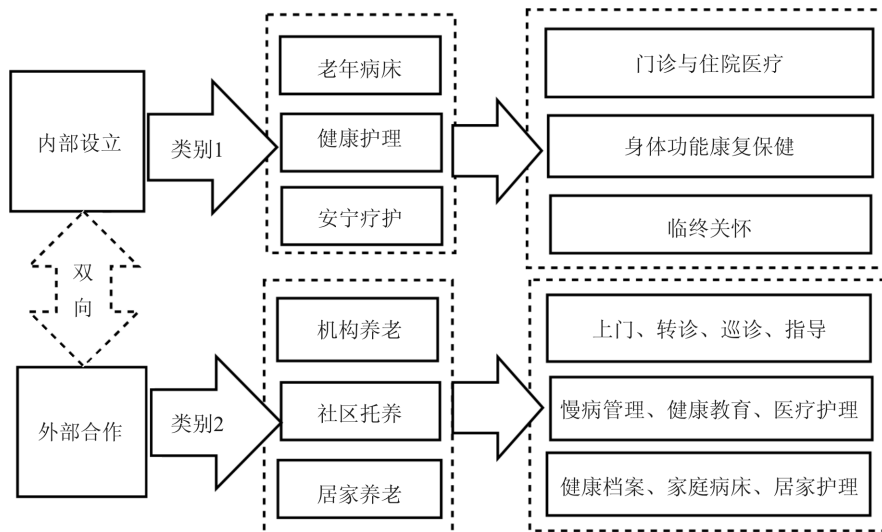 内部设立
类别1
老年病床
健康护理
安宁疗护
门诊与住院医疗
身体功能康复保健
临终关怀
双
向
外部合作
类别2
机构养老
社区托养
居家养老
上门、转诊、巡诊、指导
慢病管理、健康教育、医疗护理
健康档案、家庭病床、居家护理